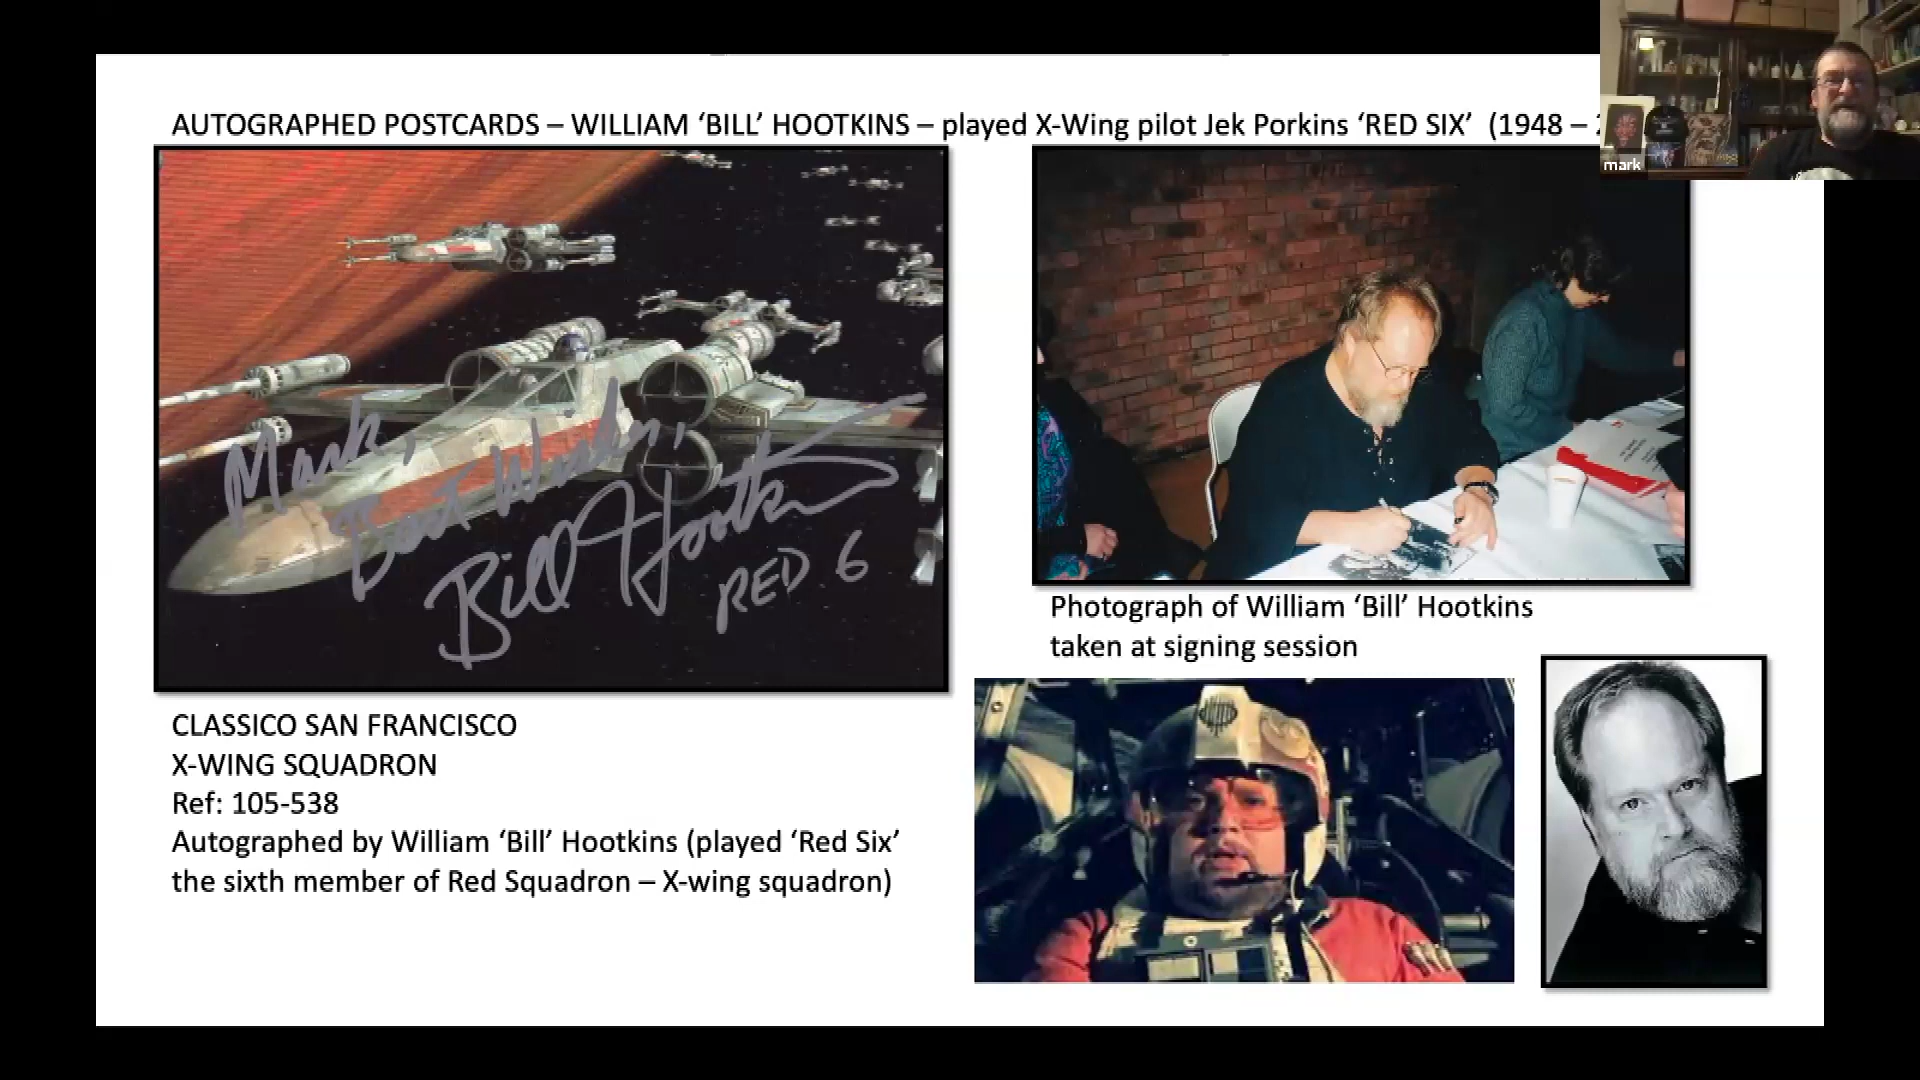 AUTOGRAPHED POSTCARDS – WILLIAM ‘BILL’ HOOTKINS – played X-Wing pilot Jek Porkins ‘RED SIX’ (1948 –
mark
Mark,
Best Wishes,
Bill Hootkins
RED 6
Photograph of William ‘Bill’ Hootkins
taken at signing session
CLASSICO SAN FRANCISCO
X-WING SQUADRON
Ref: 105-538
Autographed by William ‘Bill’ Hootkins (played ‘Red Six’
the sixth member of Red Squadron – X-wing squadron)